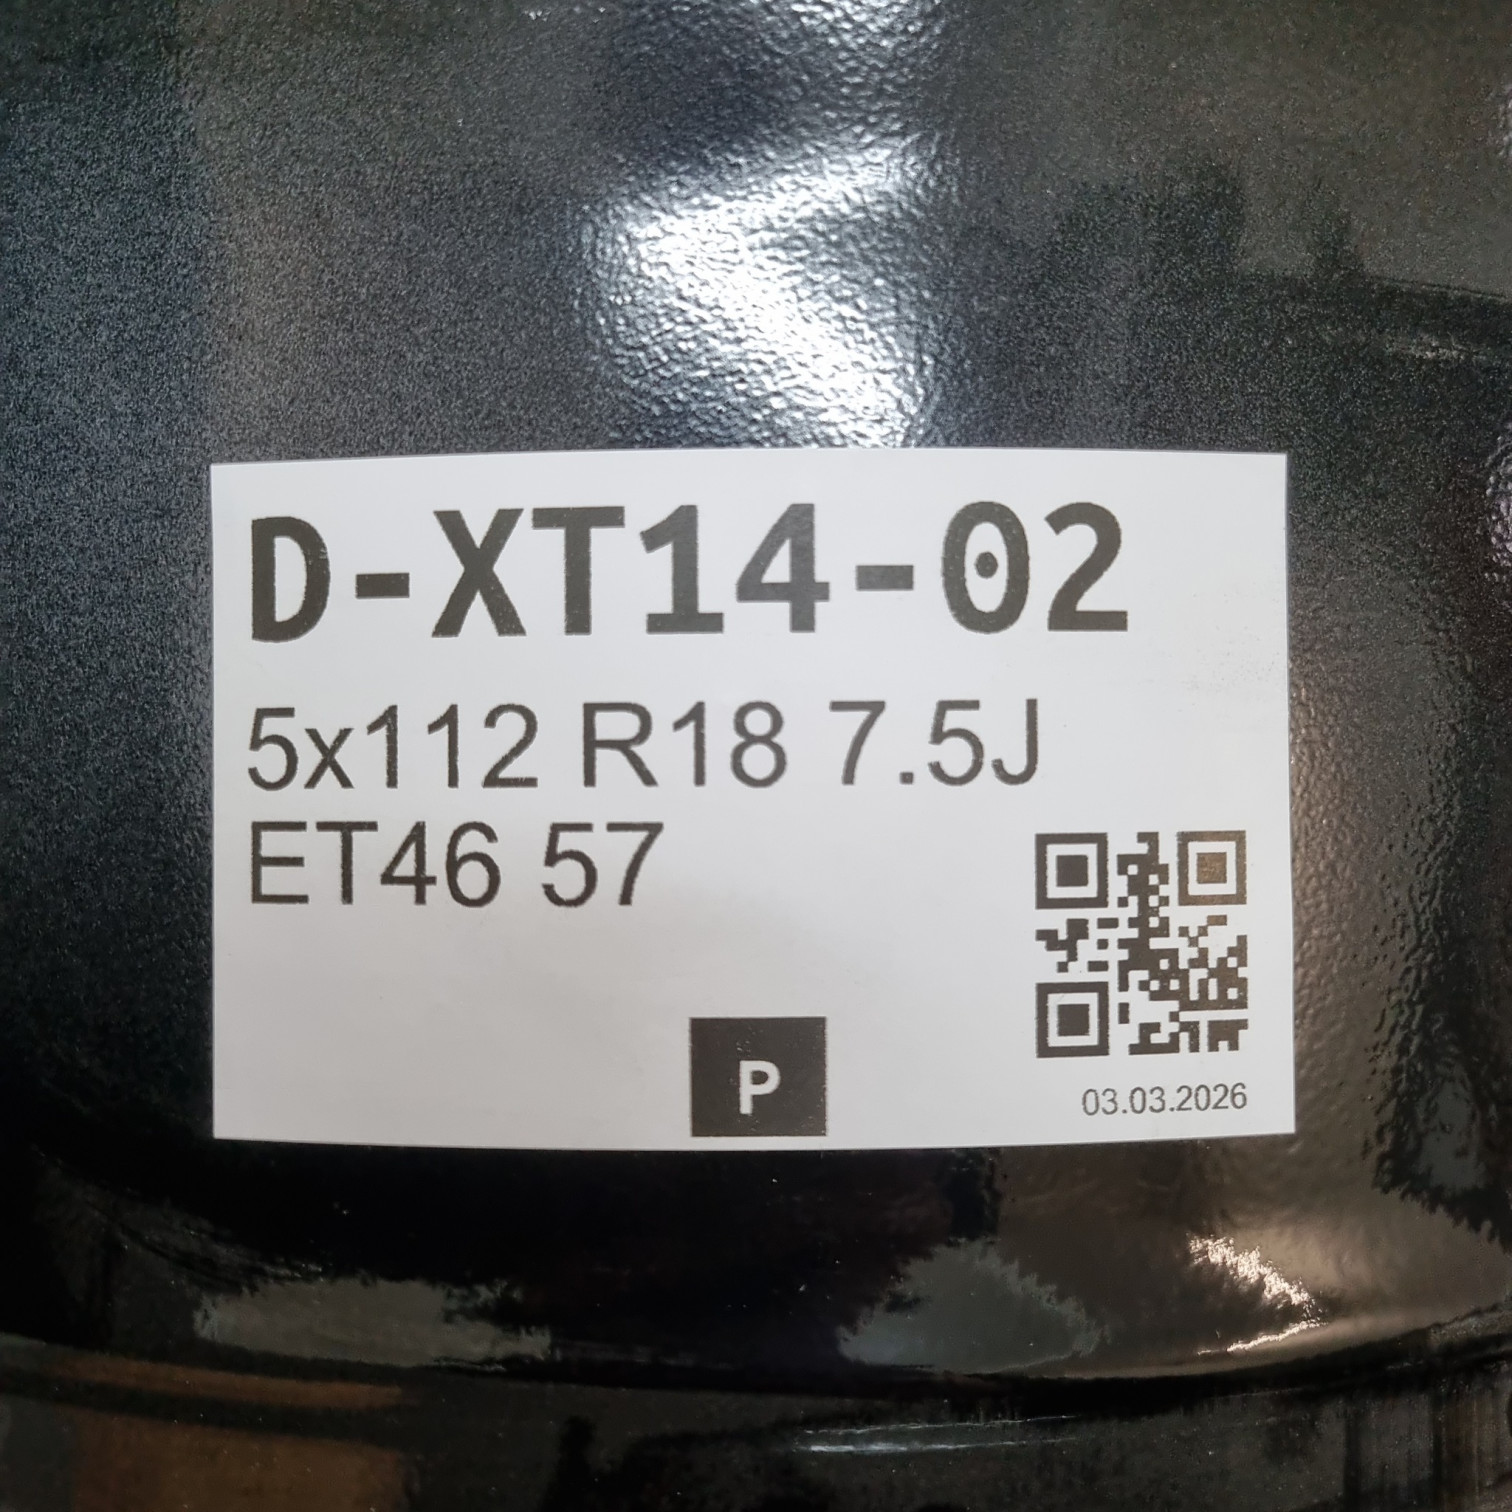 D-XT14-02
5x112 R18 7.5J
ET46 57
P
03.03.2026